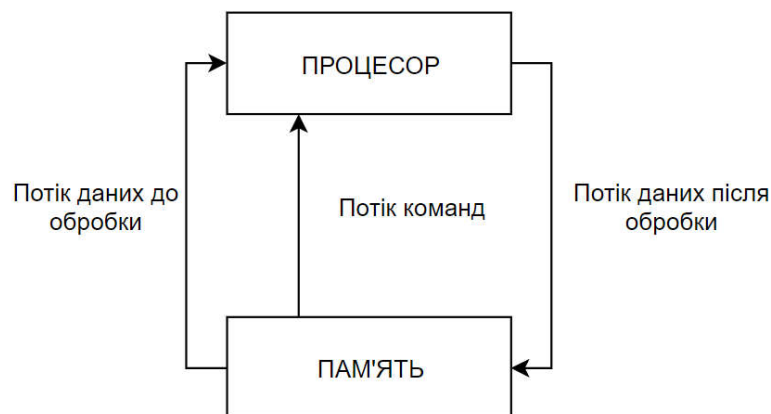 ПРОЦЕСОР
Потік даних до
обробки
Потік команд
Потік даних після
обробки
ПАМ'ЯТЬ